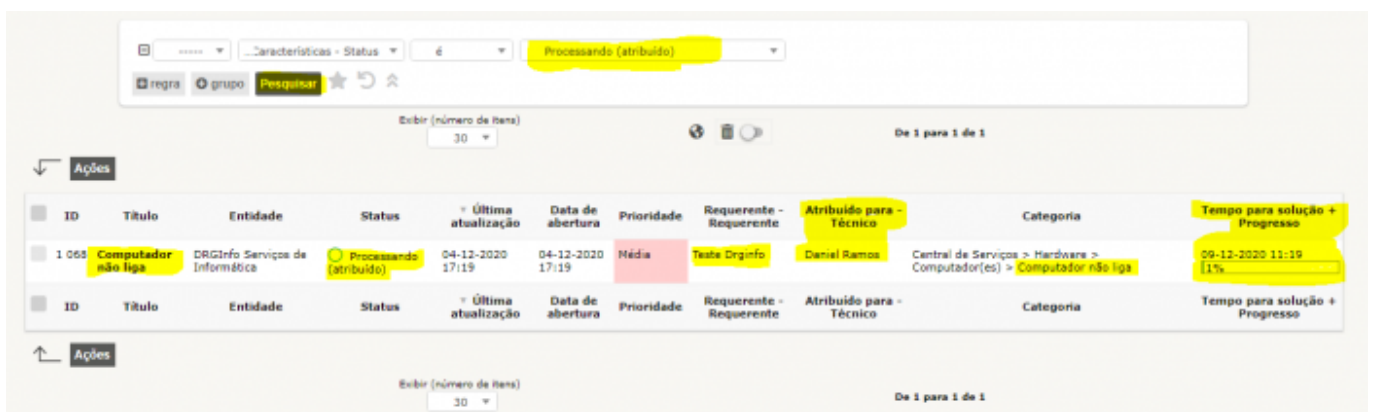 ----- ...Características - Status é Processando (atribuído)
regra grupo Pesquisar
Exibir (número de itens)
30 De 1 para 1 de 1
Ações
ID Título Entidade Status Última atualização Data de abertura Prioridade Requerente - Requerente Atribuído para - Técnico Categoria Tempo para solução + Progresso
1 068 Computador não liga DRGInfo Serviços de Informática Processando (atribuído) 04-12-2020 17:19 04-12-2020 17:19 Média Teste Drginfo Daniel Ramos Central de Serviços > Hardware > Computador(es) > Computador não liga 09-12-2020 11:19 1%
ID Título Entidade Status Última atualização Data de abertura Prioridade Requerente - Requerente Atribuído para - Técnico Categoria Tempo para solução + Progresso
Ações
Exibir (número de itens)
30 De 1 para 1 de 1